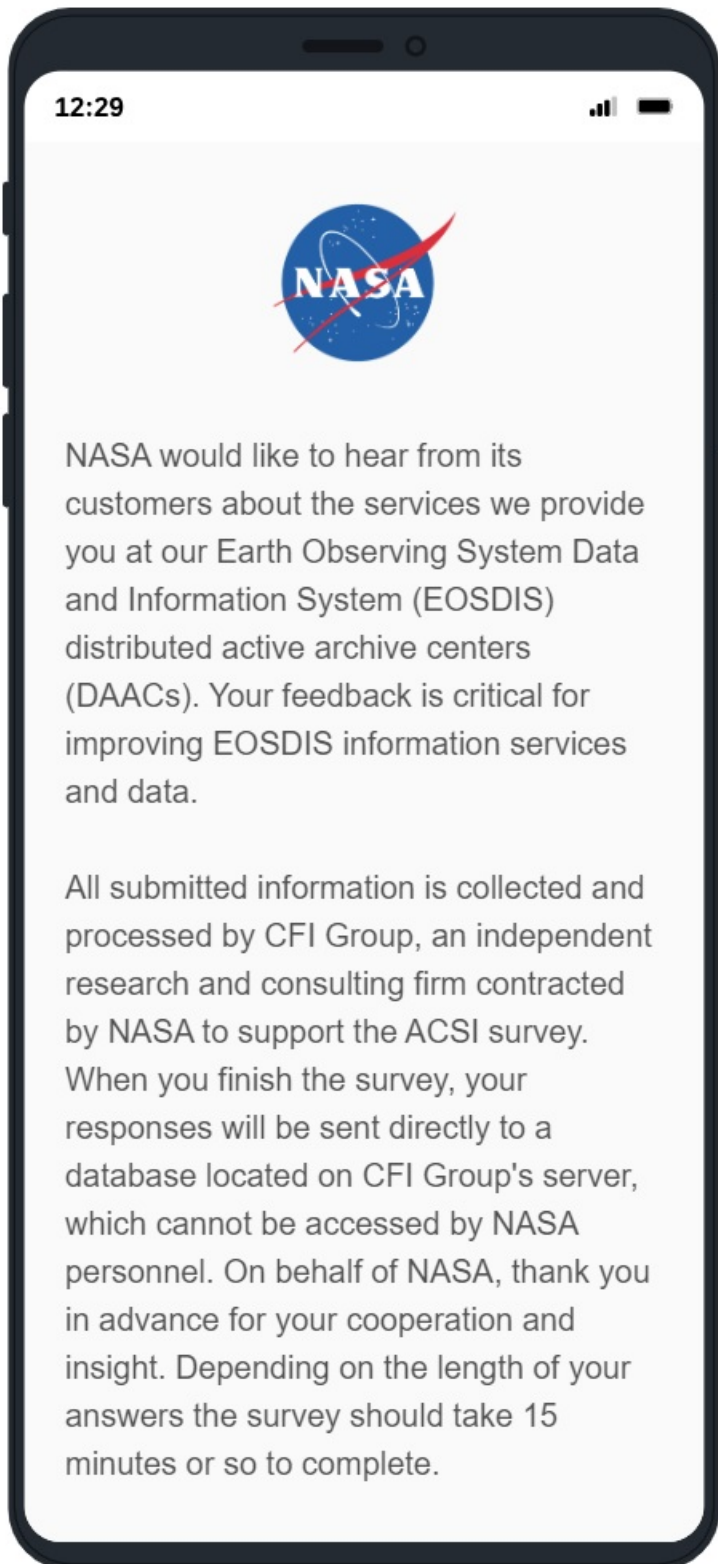 12:29
NASA
NASA would like to hear from its
customers about the services we provide
you at our Earth Observing System Data
and Information System (EOSDIS)
distributed active archive centers
(DAACs). Your feedback is critical for
improving EOSDIS information services
and data.
All submitted information is collected and
processed by CFI Group, an independent
research and consulting firm contracted
by NASA to support the ACSI survey.
When you finish the survey, your
responses will be sent directly to a
database located on CFI Group's server,
which cannot be accessed by NASA
personnel. On behalf of NASA, thank you
in advance for your cooperation and
insight. Depending on the length of your
answers the survey should take 15
minutes or so to complete.